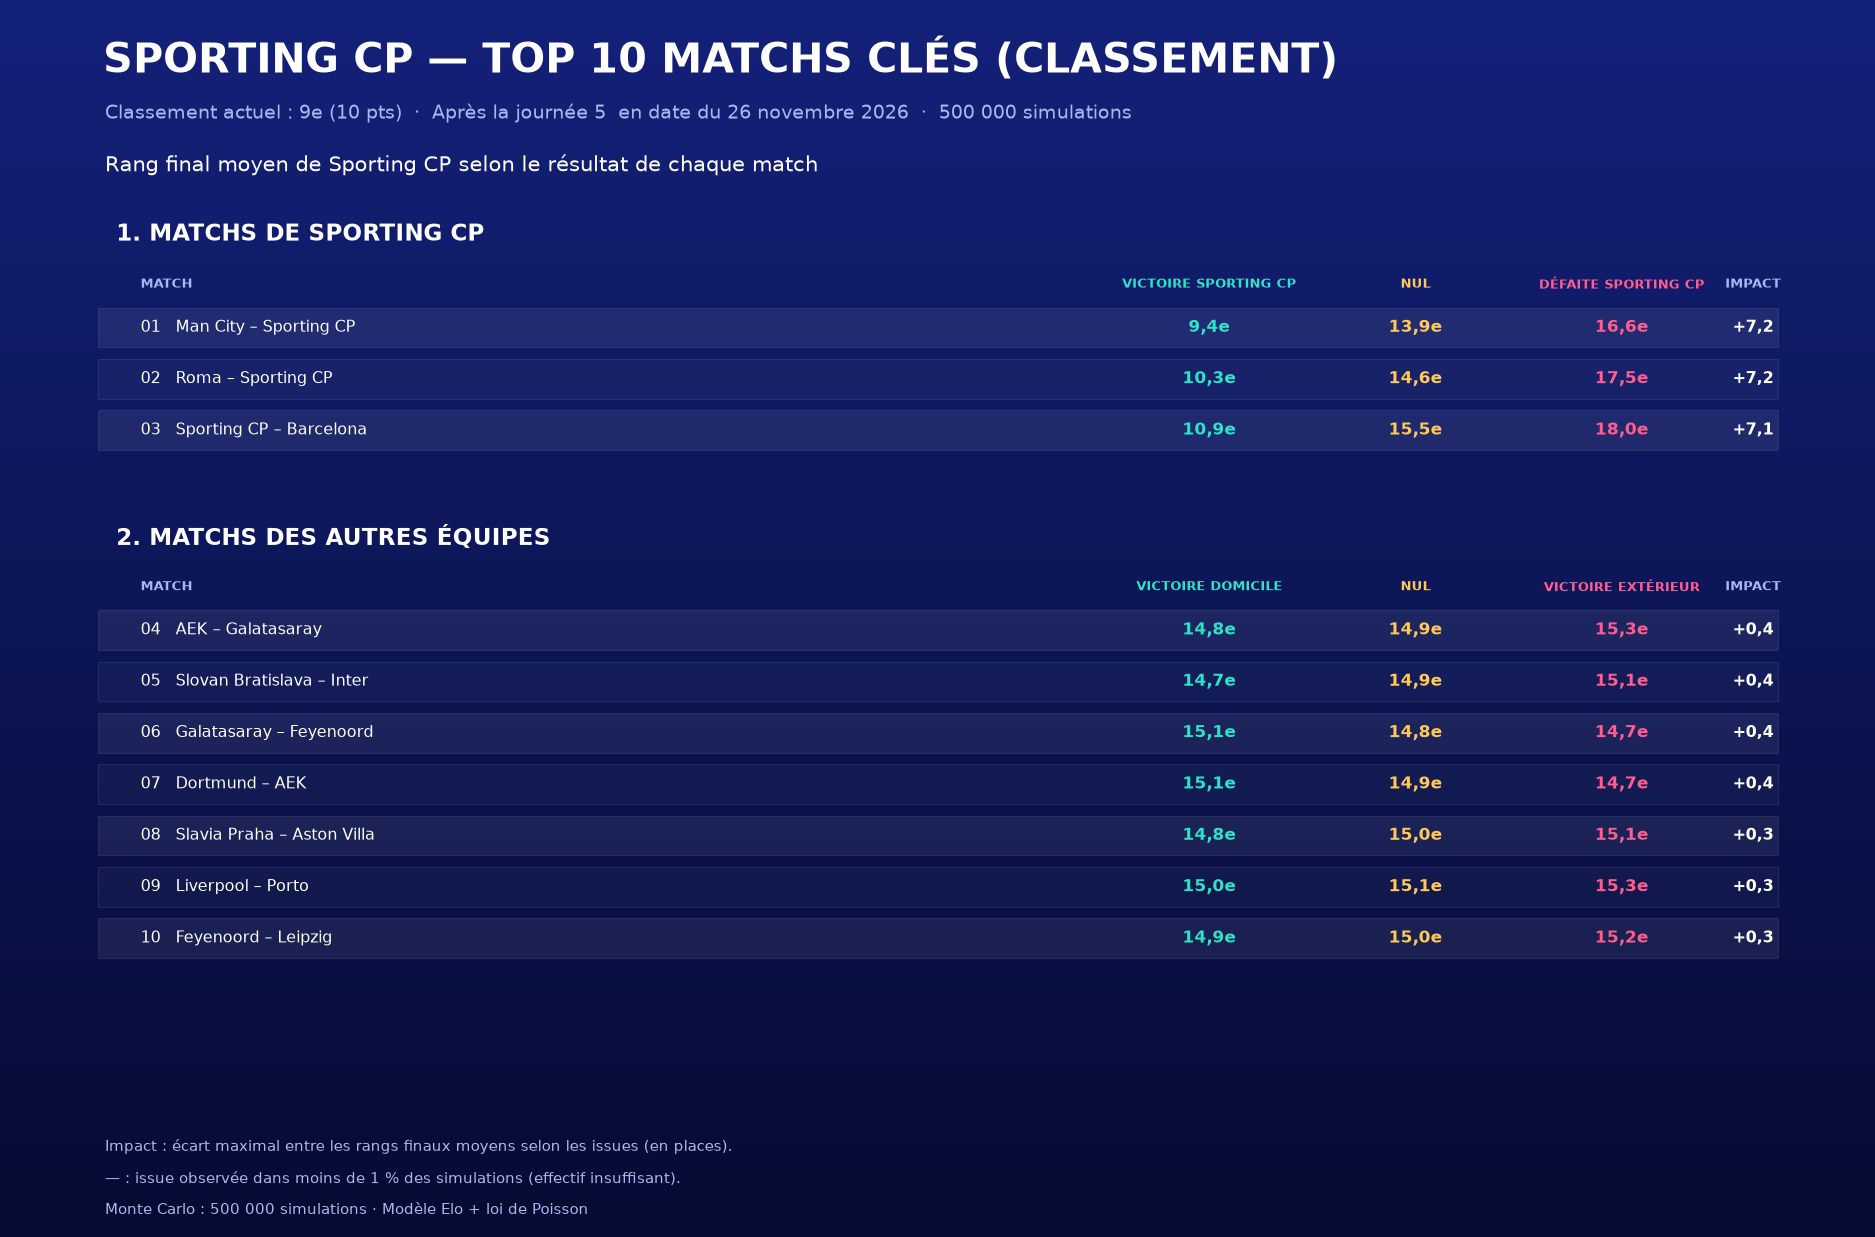 SPORTING CP — TOP 10 MATCHS CLÉS (CLASSEMENT)
Classement actuel : 9e (10 pts)  ·  Après la journée 5  en date du 26 novembre 2026  ·  500 000 simulations
Rang final moyen de Sporting CP selon le résultat de chaque match
1. MATCHS DE SPORTING CP
MATCH VICTOIRE SPORTING CP NUL DÉFAITE SPORTING CP IMPACT
01 Man City – Sporting CP 9,4e 13,9e 16,6e +7,2
02 Roma – Sporting CP 10,3e 14,6e 17,5e +7,2
03 Sporting CP – Barcelona 10,9e 15,5e 18,0e +7,1
2. MATCHS DES AUTRES ÉQUIPES
MATCH VICTOIRE DOMICILE NUL VICTOIRE EXTÉRIEUR IMPACT
04 AEK – Galatasaray 14,8e 14,9e 15,3e +0,4
05 Slovan Bratislava – Inter 14,7e 14,9e 15,1e +0,4
06 Galatasaray – Feyenoord 15,1e 14,8e 14,7e +0,4
07 Dortmund – AEK 15,1e 14,9e 14,7e +0,4
08 Slavia Praha – Aston Villa 14,8e 15,0e 15,1e +0,3
09 Liverpool – Porto 15,0e 15,1e 15,3e +0,3
10 Feyenoord – Leipzig 14,9e 15,0e 15,2e +0,3
Impact : écart maximal entre les rangs finaux moyens selon les issues (en places).
— : issue observée dans moins de 1 % des simulations (effectif insuffisant).
Monte Carlo : 500 000 simulations · Modèle Elo + loi de Poisson